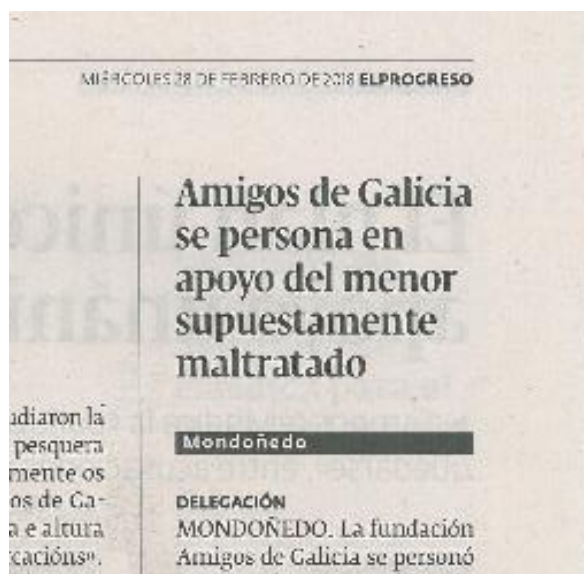 MIÉRCOLES 28 DE FEBRERO DE 2018 ELPROGRESO
Amigos de Galicia
se persona en
apoyo del menor
supuestamente
maltratado
Mondoñedo
DELEGACIÓN
MONDOÑEDO. La fundación
Amigos de Galicia se personó
udiaron la
pesquera
mente os
os de Ga-
a e altura
cacións».